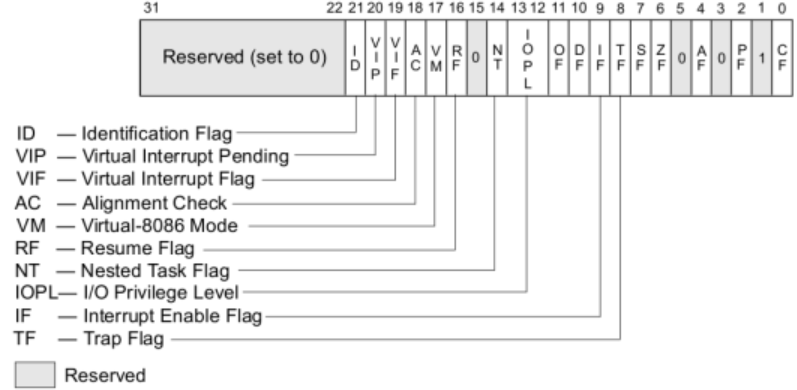 31 22 21 20 19 18 17 16 15 14 13 12 11 10 9 8 7 6 5 4 3 2 1 0
Reserved (set to 0) ID VIP VIF AC VM RF 0 NT IOPL OF DF IF TF SF ZF 0 AF 0 PF 1 CF
ID — Identification Flag
VIP — Virtual Interrupt Pending
VIF — Virtual Interrupt Flag
AC — Alignment Check
VM — Virtual-8086 Mode
RF — Resume Flag
NT — Nested Task Flag
IOPL— I/O Privilege Level
IF — Interrupt Enable Flag
TF — Trap Flag
Reserved